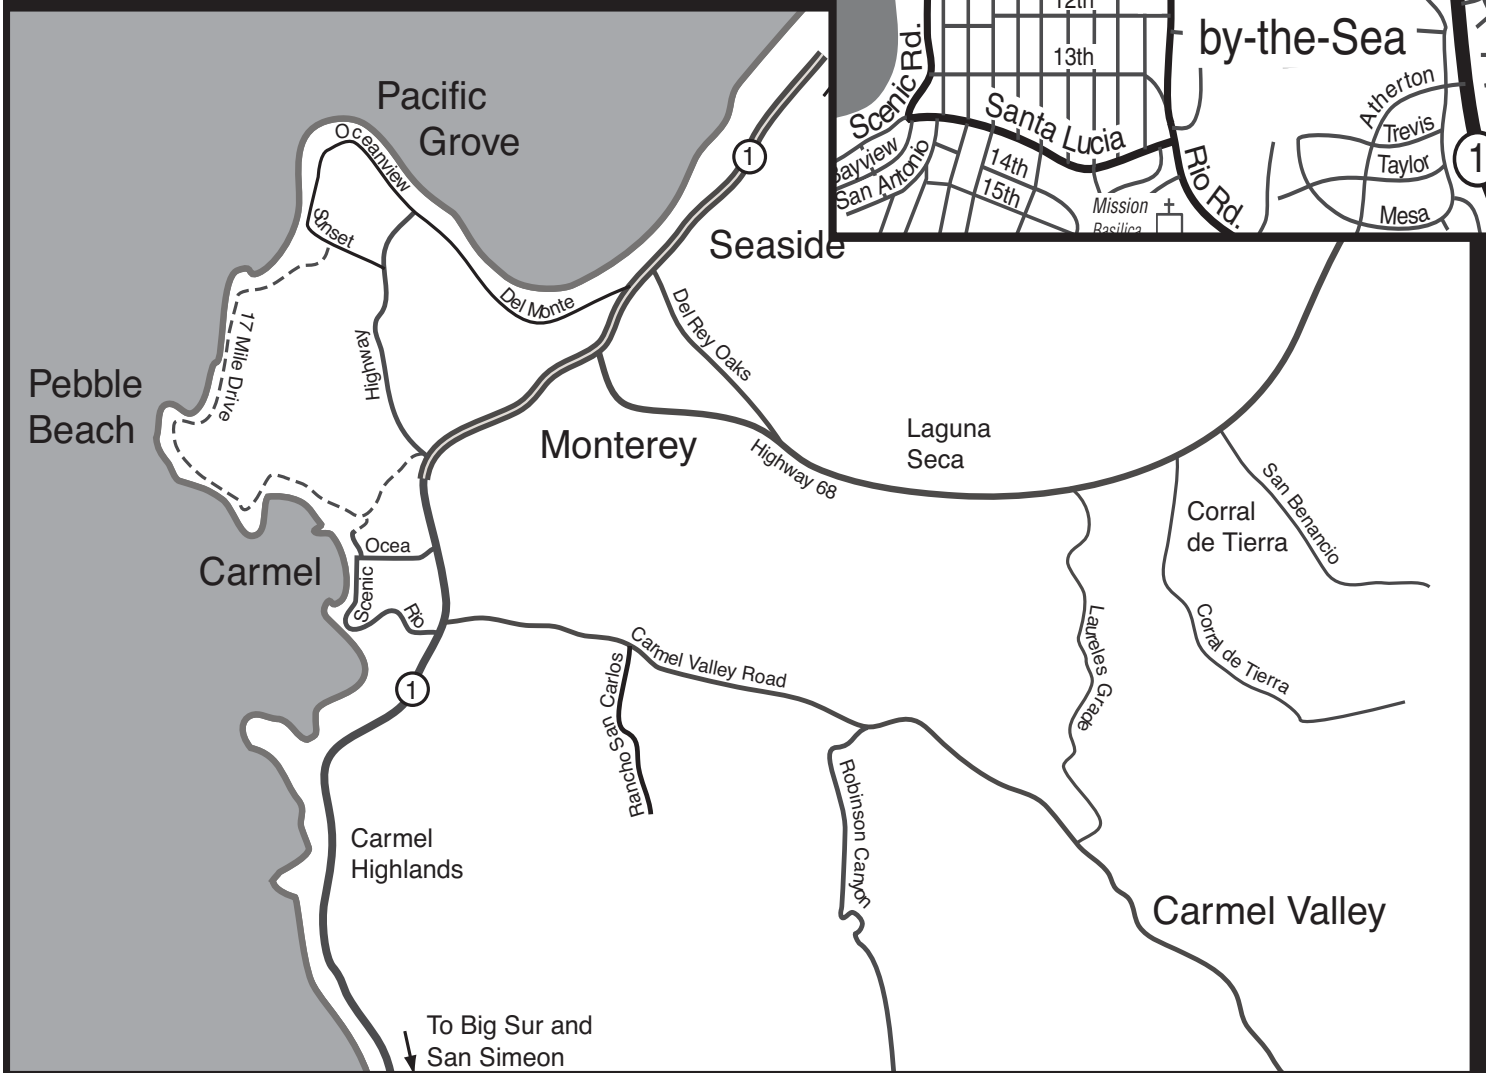 12th
by-the-Sea
13th
Scenic Rd.
Santa Lucia
Atherton
Trevis
Taylor
Mesa
1
Bayview
San Antonio
14th
15th
Mission
Basilica
Rio Rd.
Pacific
Grove
Oceanview
1
Sunset
Seaside
Del Monte
Del Rey Oaks
17 Mile Drive
Highway
Pebble
Beach
Monterey
Highway 68
Laguna
Seca
San Benancio
Corral
de Tierra
Carmel
Ocea
Scenic
Rio
Laureles Grade
Corral de Tierra
Carmel Valley Road
Rancho San Carlos
1
Robinson Canyon
Carmel
Highlands
Carmel Valley
To Big Sur and
San Simeon